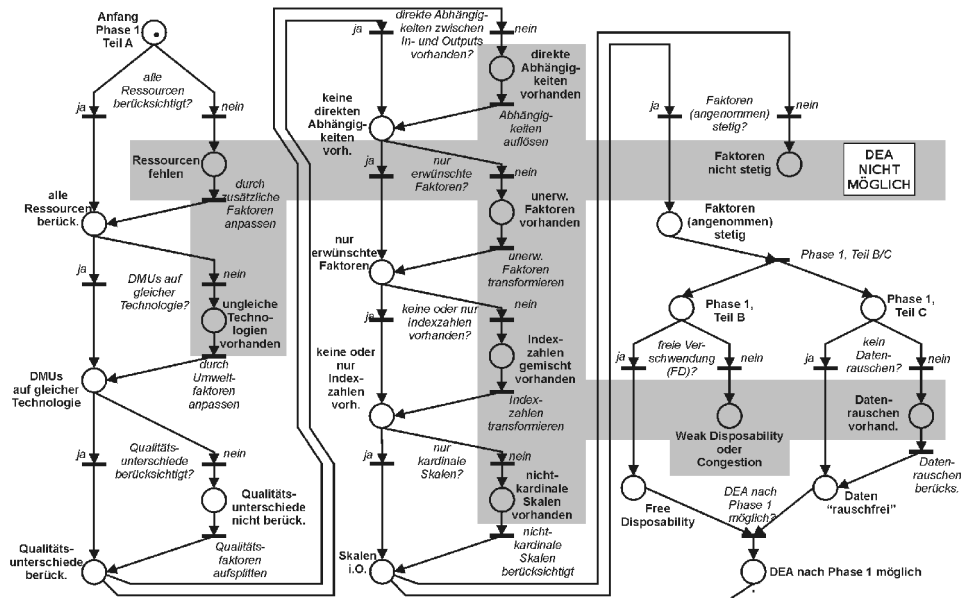 Anfang
Phase 1
Teil A
alle
Ressourcen
berücksichtigt?
ja
nein
Ressourcen
fehlen
durch
zusätzliche
Faktoren
anpassen
alle
Ressourcen
berück.
DMUs auf
gleicher
Technologie?
ja
nein
ungleiche
Techno-
logien
vorhanden
durch
Umwelt-
faktoren
anpassen
DMUs
auf gleicher
Technologie
Qualitäts-
unterschiede
berücksichtigt?
ja
nein
Qualitäts-
unterschiede
nicht berück.
Qualitäts-
faktoren
aufsplitten
Qualitäts-
unterschiede
berück.
direkte Abhängig-
keiten zwischen
In- und Outputs
vorhanden?
ja
nein
direkte
Abhängig-
keiten
vorhanden
Abhängig-
keiten
auflösen
keine
direkten
Abhängig-
keiten
vorh.
nur
erwünschte
Faktoren?
ja
nein
unerw.
Faktoren
vorhanden
unerw.
Faktoren
transformieren
nur
erwünschte
Faktoren
keine oder nur
Indexzahlen
vorhanden?
ja
nein
Index-
zahlen
gemischt
vorhanden
Index-
zahlen
transformieren
keine oder
nur
Index-
zahlen
vorh.
nur
kardinale
Skalen?
ja
nein
nicht-
kardinale
Skalen
vorhanden
nicht-
kardinale
Skalen
berücksichtigt
Skalen
i.O.
Faktoren
(angenommen)
stetig?
ja
nein
Faktoren
nicht stetig
DEA
NICHT
MÖGLICH
Faktoren
(angenommen)
stetig
Phase 1, Teil B/C
Phase 1,
Teil B
Phase 1,
Teil C
freie Ver-
schwendung
(FD)?
ja
nein
kein
Daten-
rauschen?
ja
nein
Weak Disposability
oder
Congestion
Daten-
rauschen
vorhand.
Daten-
rauschen
berücks.
Free
Disposability
DEA nach
Phase 1
möglich?
Daten
"rauschfrei"
DEA nach Phase 1 möglich